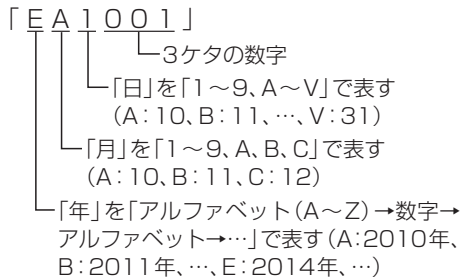 「EA1001」
3ケタの数字
「日」を「1～9、A～V」で表す
(A：10、B：11、…、V：31)
「月」を「1～9、A、B、C」で表す
(A：10、B：11、C：12)
「年」を「アルファベット(A～Z)→数字→
アルファベット→…」で表す(A：2010年、
B：2011年、…、E：2014年、…)